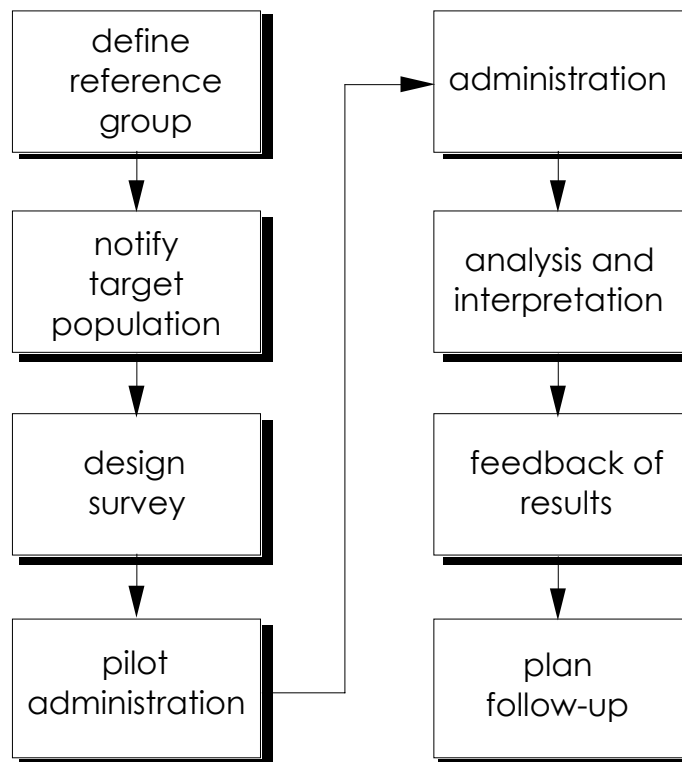 define
reference
group
notify
target
population
design
survey
pilot
administration
administration
analysis and
interpretation
feedback of
results
plan
follow-up